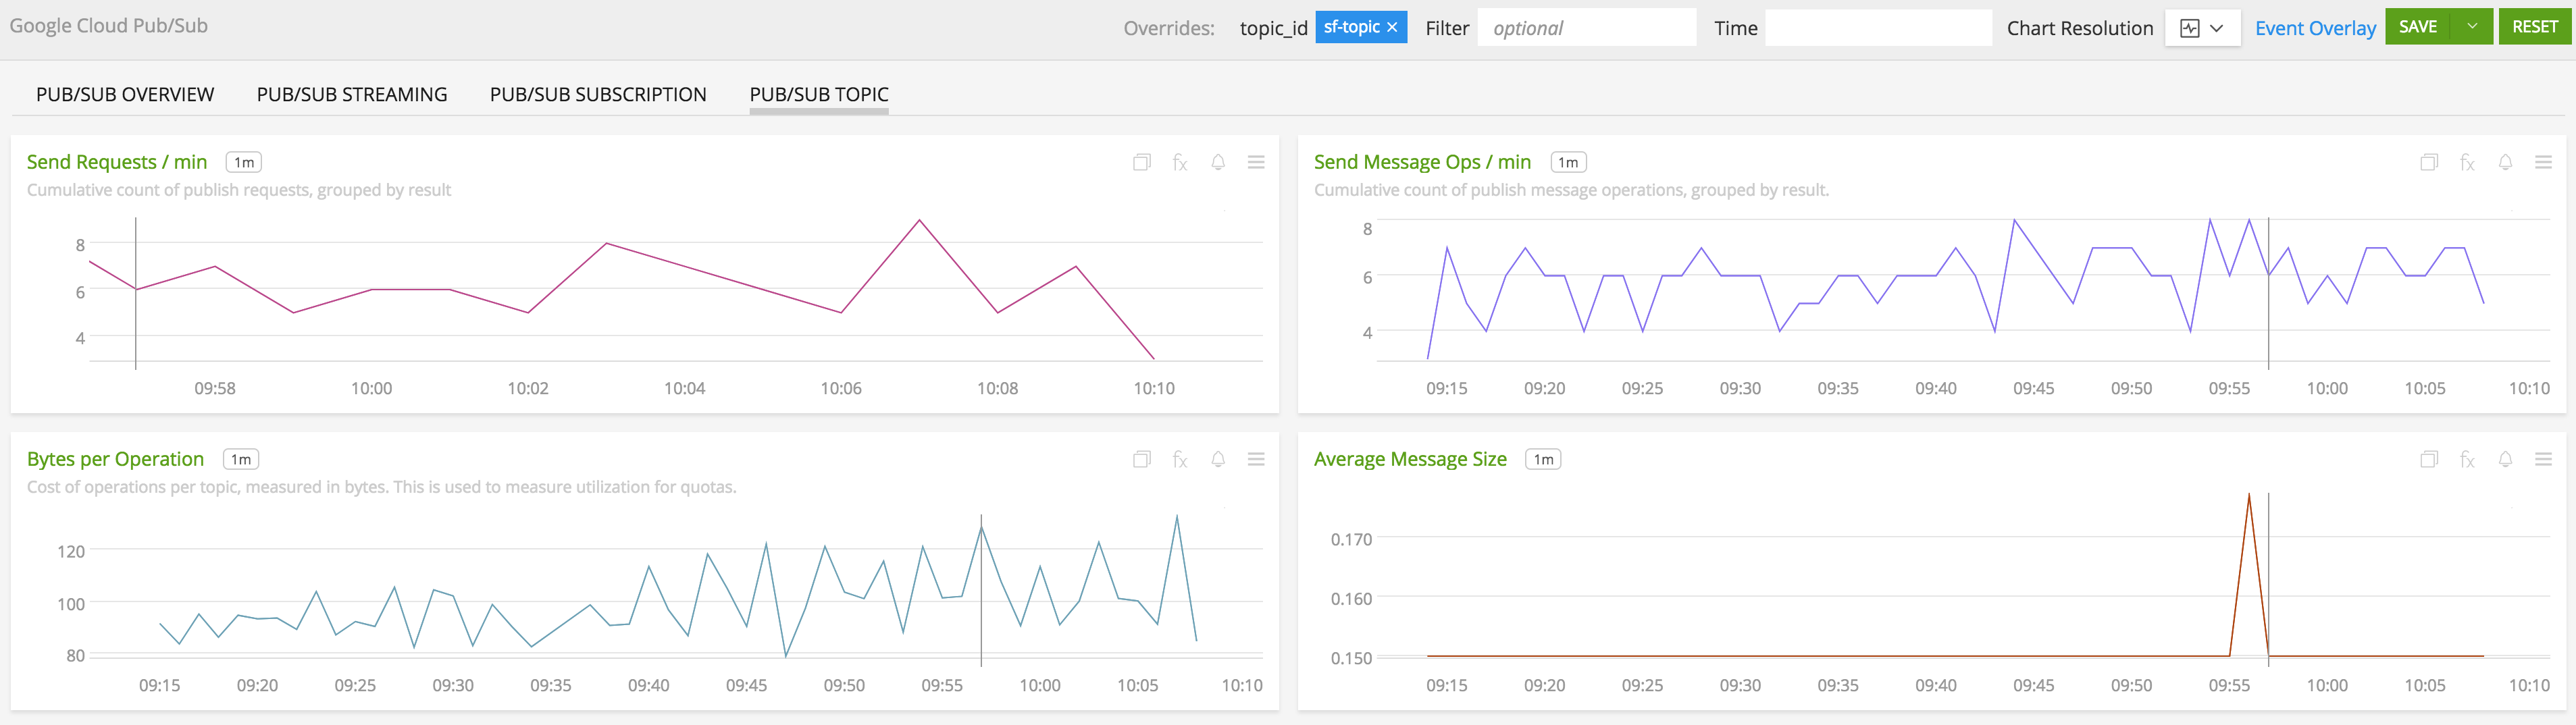 Google Cloud Pub/Sub Overrides: topic_id sf-topic × Filter optional Time Chart Resolution Event Overlay SAVE RESET
PUB/SUB OVERVIEW PUB/SUB STREAMING PUB/SUB SUBSCRIPTION PUB/SUB TOPIC
Send Requests / min 1m
Cumulative count of publish requests, grouped by result
8
6
4
09:58 10:00 10:02 10:04 10:06 10:08 10:10
Send Message Ops / min 1m
Cumulative count of publish message operations, grouped by result.
8
6
4
09:15 09:20 09:25 09:30 09:35 09:40 09:45 09:50 09:55 10:00 10:05 10:10
Bytes per Operation 1m
Cost of operations per topic, measured in bytes. This is used to measure utilization for quotas.
120
100
80
09:15 09:20 09:25 09:30 09:35 09:40 09:45 09:50 09:55 10:00 10:05 10:10
Average Message Size 1m
0.170
0.160
0.150
09:15 09:20 09:25 09:30 09:35 09:40 09:45 09:50 09:55 10:00 10:05 10:10